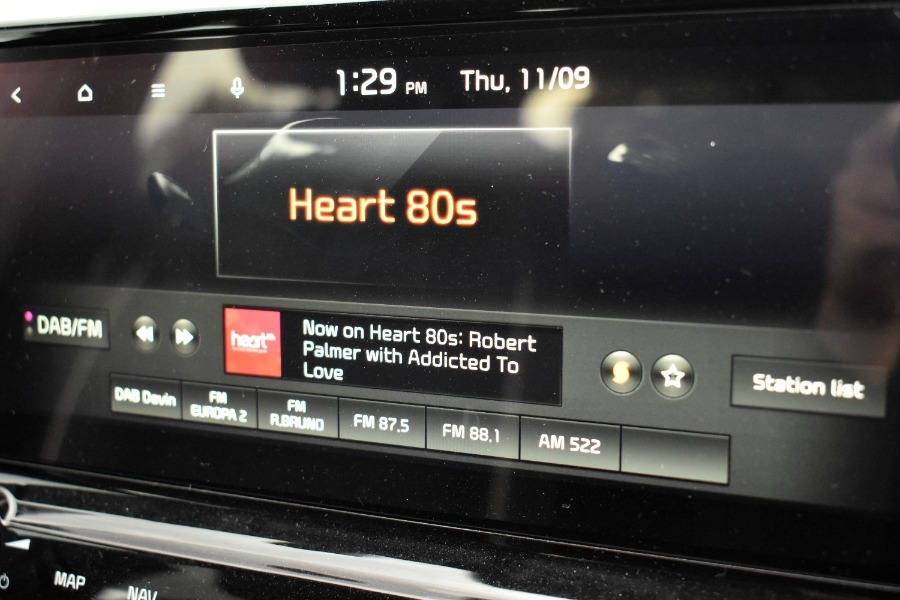 1:29 PM Thu, 11/09
Heart 80s
DAB/FM
heart
Now on Heart 80s: Robert
Palmer with Addicted To
Love
Station list
DAB Devin
FM
EUROPA 2
FM
R.BRUNO
FM 87.5
FM 88.1
AM 522
MAP
NAV